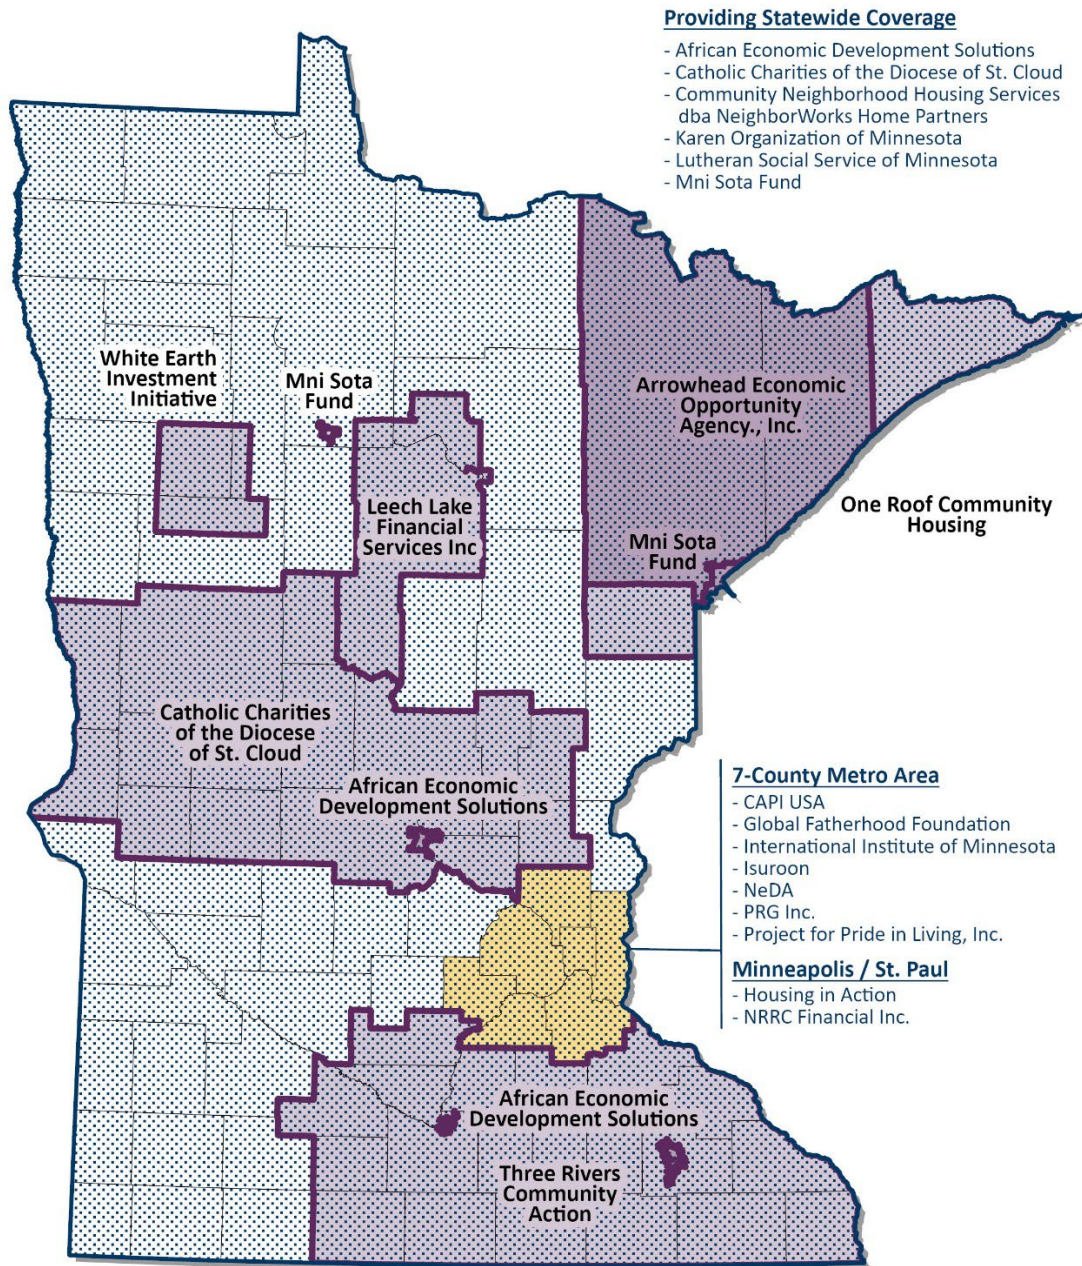 Providing Statewide Coverage
- African Economic Development Solutions
- Catholic Charities of the Diocese of St. Cloud
- Community Neighborhood Housing Services
dba NeighborWorks Home Partners
- Karen Organization of Minnesota
- Lutheran Social Service of Minnesota
- Mni Sota Fund
White Earth
Investment
Initiative
Mni Sota
Fund
Arrowhead Economic
Opportunity
Agency., Inc.
Leech Lake
Financial
Services Inc
One Roof Community
Housing
Mni Sota
Fund
Catholic Charities
of the Diocese
of St. Cloud
African Economic
Development Solutions
7-County Metro Area
- CAPI USA
- Global Fatherhood Foundation
- International Institute of Minnesota
- Isuroon
- NeDA
- PRG Inc.
- Project for Pride in Living, Inc.
Minneapolis / St. Paul
- Housing in Action
- NRRC Financial Inc.
African Economic
Development Solutions
Three Rivers
Community
Action